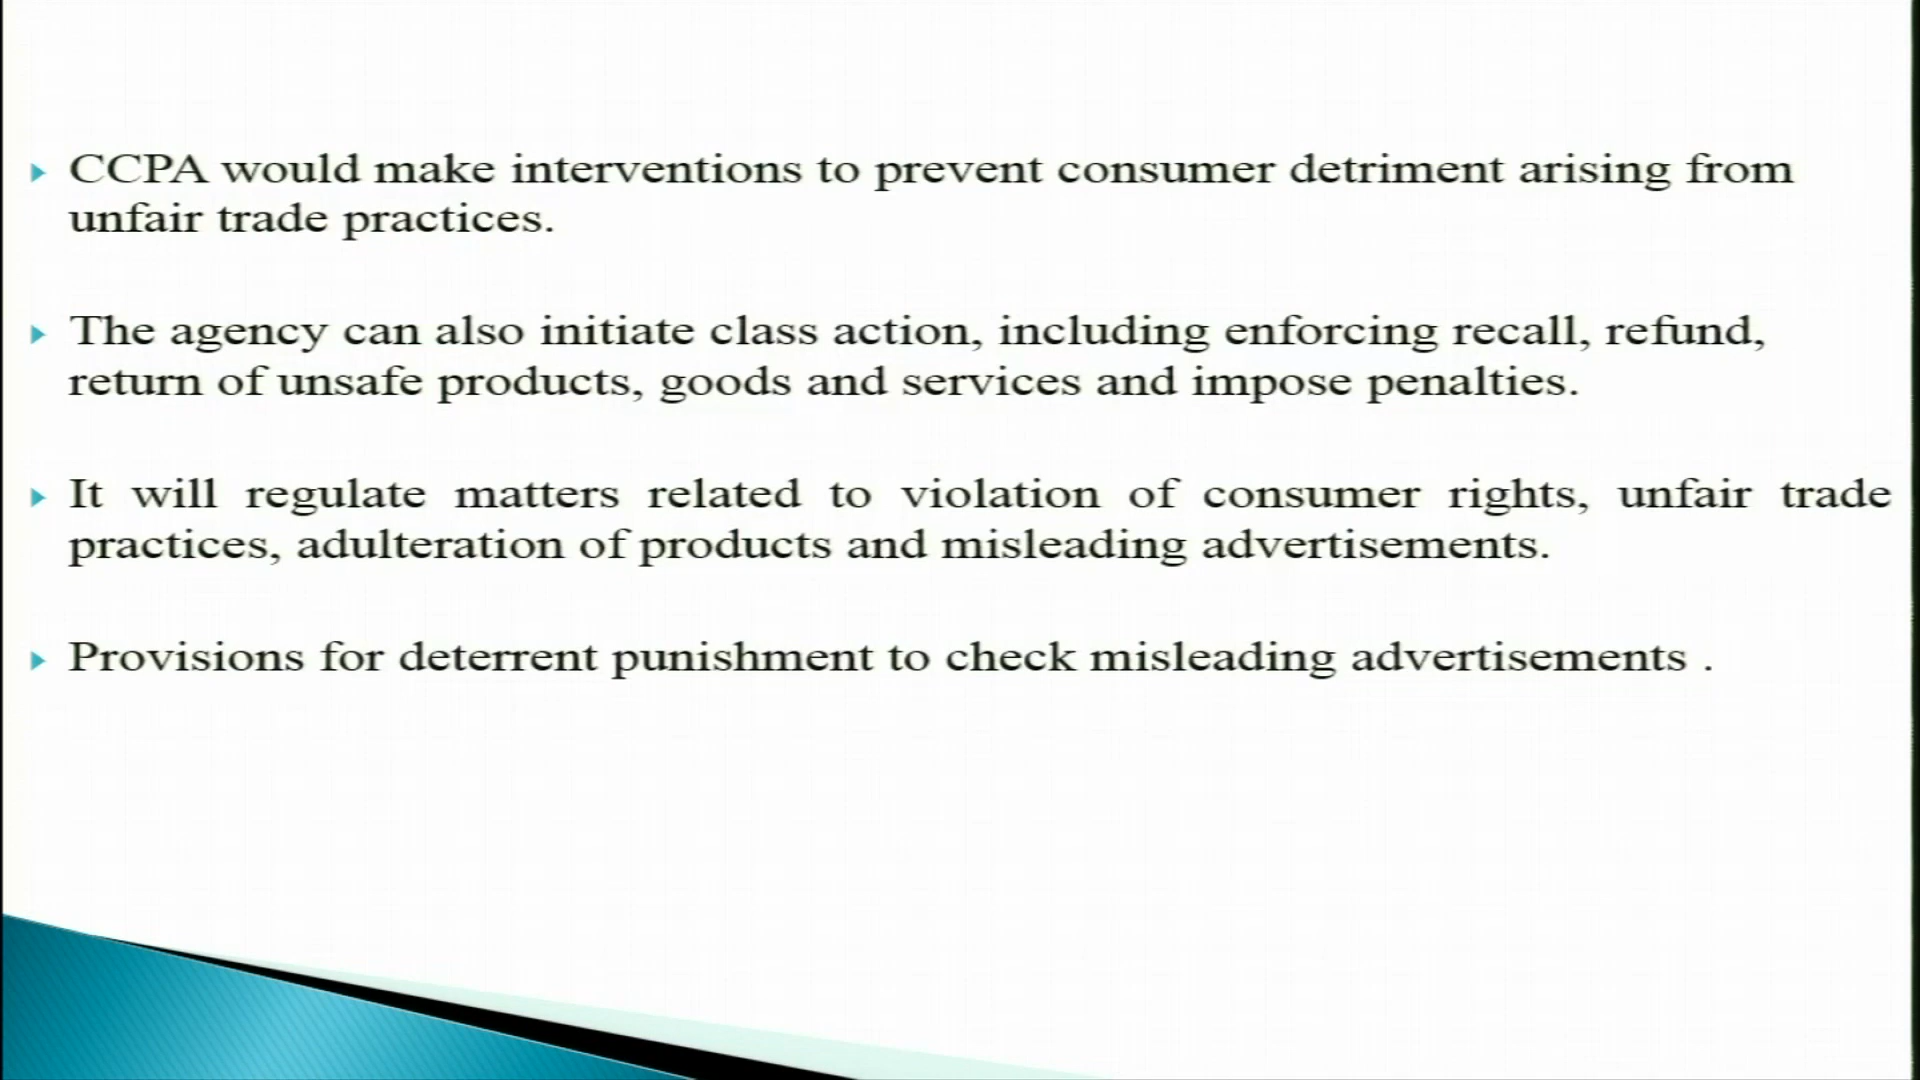 CCPA would make interventions to prevent consumer detriment arising from
unfair trade practices.
The agency can also initiate class action, including enforcing recall, refund,
return of unsafe products, goods and services and impose penalties.
It will regulate matters related to violation of consumer rights, unfair trade
practices, adulteration of products and misleading advertisements.
Provisions for deterrent punishment to check misleading advertisements .